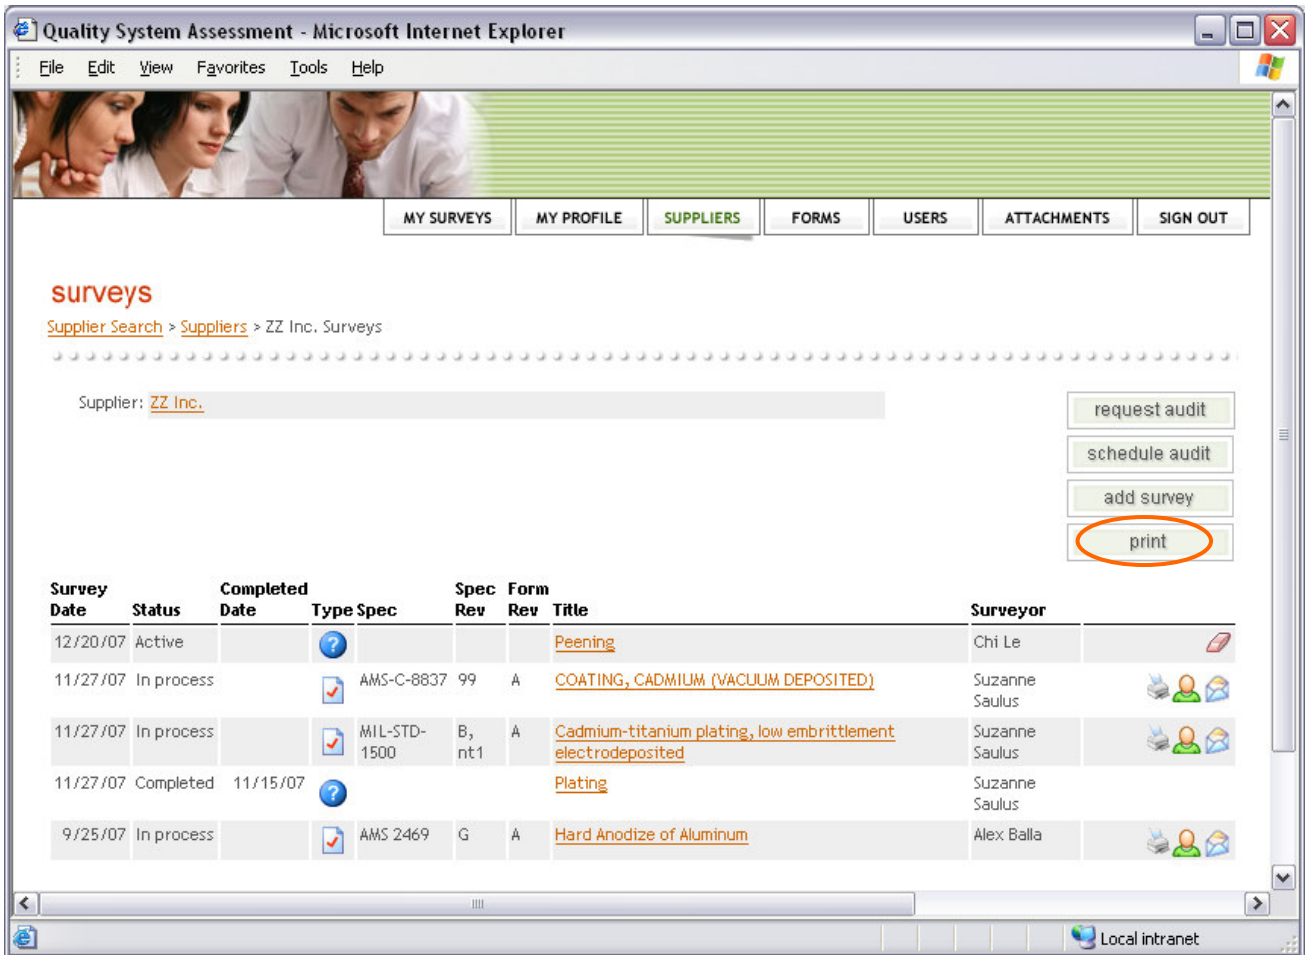 Quality System Assessment - Microsoft Internet Explorer
File Edit View Favorites Tools Help
MY SURVEYS MY PROFILE SUPPLIERS FORMS USERS ATTACHMENTS SIGN OUT
surveys
Supplier Search > Suppliers > ZZ Inc. Surveys
Supplier: ZZ Inc.
request audit
schedule audit
add survey
print
Survey Completed Spec Form
Date Status Date Type Spec Rev Rev Title Surveyor
12/20/07 Active Peening Chi Le
11/27/07 In process AMS-C-8837 99 A COATING, CADMIUM (VACUUM DEPOSITED) Suzanne
Saulus
11/27/07 In process MIL-STD- B, A Cadmium-titanium plating, low embrittlement Suzanne
1500 nt1 electrodeposited Saulus
11/27/07 Completed 11/15/07 Plating Suzanne
Saulus
9/25/07 In process AMS 2469 G A Hard Anodize of Aluminum Alex Balla
Local intranet